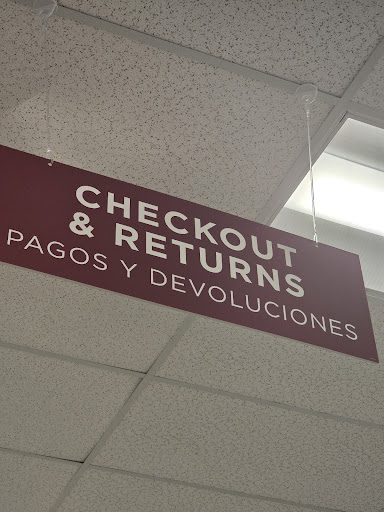 CHECKOUT
& RETURNS
PAGOS Y DEVOLUCIONES